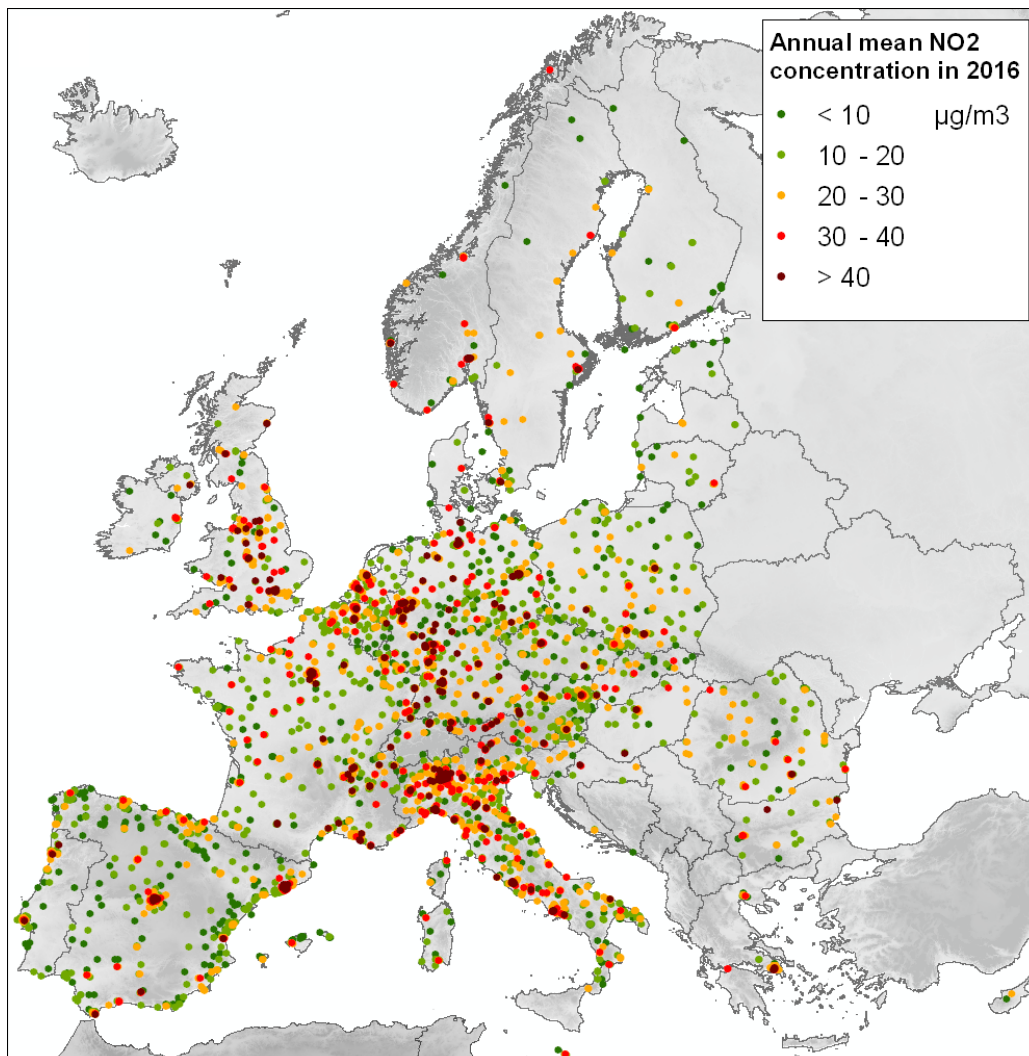 Annual mean NO2
concentration in 2016
< 10 µg/m3
10 - 20
20 - 30
30 - 40
> 40